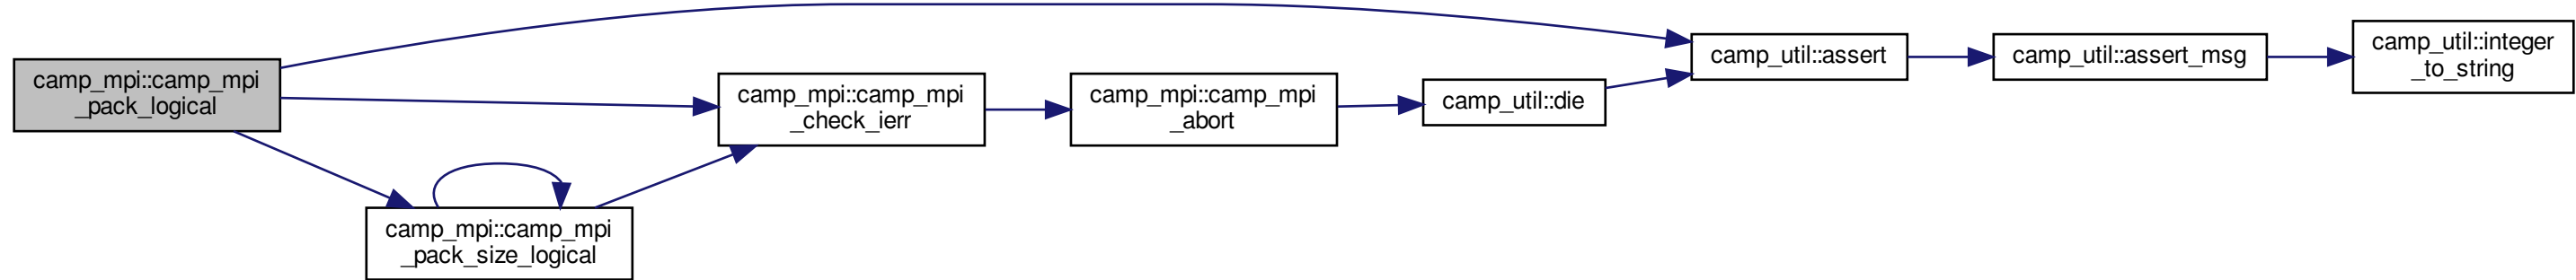 camp_mpi::camp_mpi
_pack_logical
camp_mpi::camp_mpi
_pack_size_logical
camp_mpi::camp_mpi
_check_ierr
camp_mpi::camp_mpi
_abort
camp_util::die
camp_util::assert
camp_util::assert_msg
camp_util::integer
_to_string